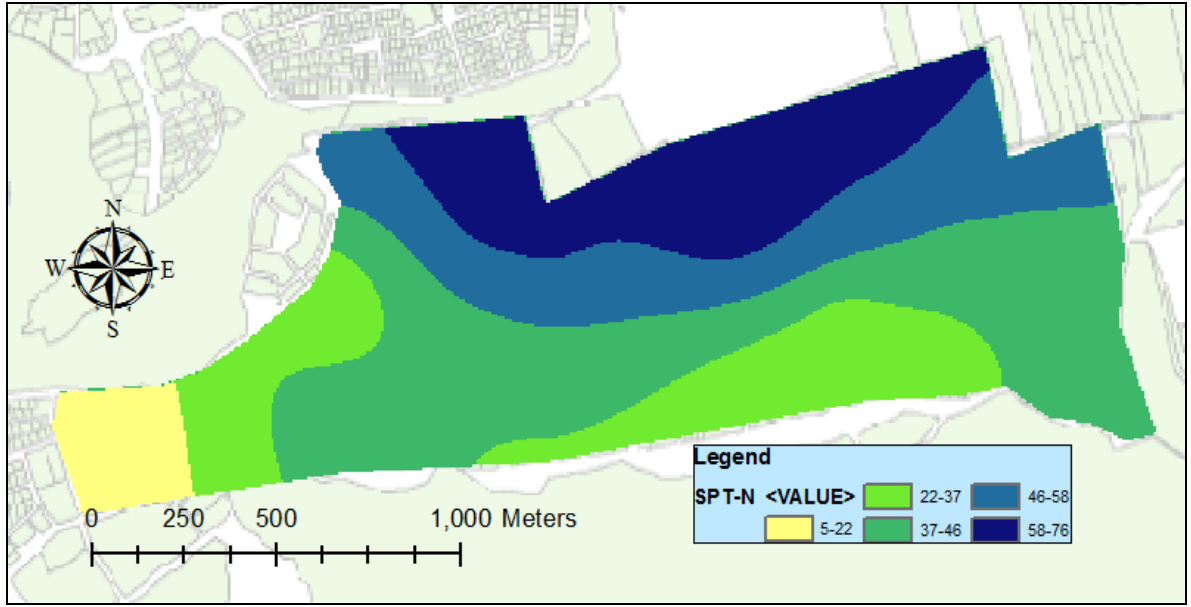 N
W E
S
0 250 500 1,000 Meters
Legend
SPT-N <VALUE> 22-37 46-58
5-22 37-46 58-76